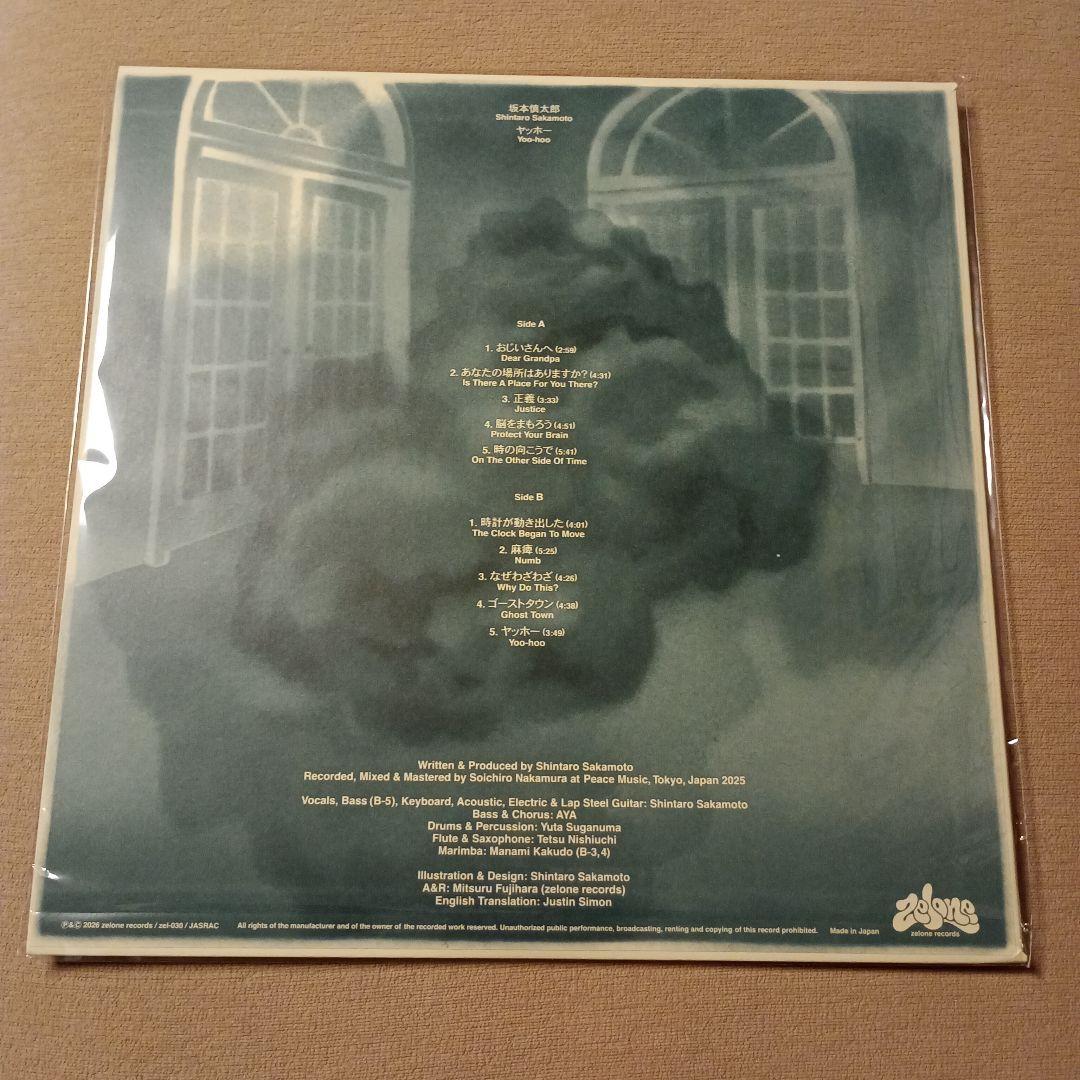 坂本慎太郎
Shintaro Sakamoto
ヤッホー
Yoo-hoo
Side A
1. おじいさんへ (2:59)
Dear Grandpa
2. あなたの場所はありますか? (4:31)
Is There A Place For You There?
3. 正義 (3:33)
Justice
4. 脳をまもろう (4:51)
Protect Your Brain
5. 時の向こうで (5:41)
On The Other Side Of Time
Side B
1. 時計が動き出した (4:01)
The Clock Began To Move
2. 麻痺 (5:25)
Numb
3. なぜわざわざ (4:26)
Why Do This?
4. ゴーストタウン (4:38)
Ghost Town
5. ヤッホー (3:49)
Yoo-hoo
Written & Produced by Shintaro Sakamoto
Recorded, Mixed & Mastered by Soichiro Nakamura at Peace Music, Tokyo, Japan 2025
Vocals, Bass (B-5), Keyboard, Acoustic, Electric & Lap Steel Guitar: Shintaro Sakamoto
Bass & Chorus: AYA
Drums & Percussion: Yuta Suganuma
Flute & Saxophone: Tetsu Nishiuchi
Marimba: Manami Kakudo (B-3,4)
Illustration & Design: Shintaro Sakamoto
A&R: Mitsuru Fujihara (zelone records)
English Translation: Justin Simon
℗&© 2026 zelone records / zel-030 / JASRAC All rights of the manufacturer and of the owner of the recorded work reserved. Unauthorized public performance, broadcasting, renting and copying of this record prohibited. Made in Japan
zelone
zelone records